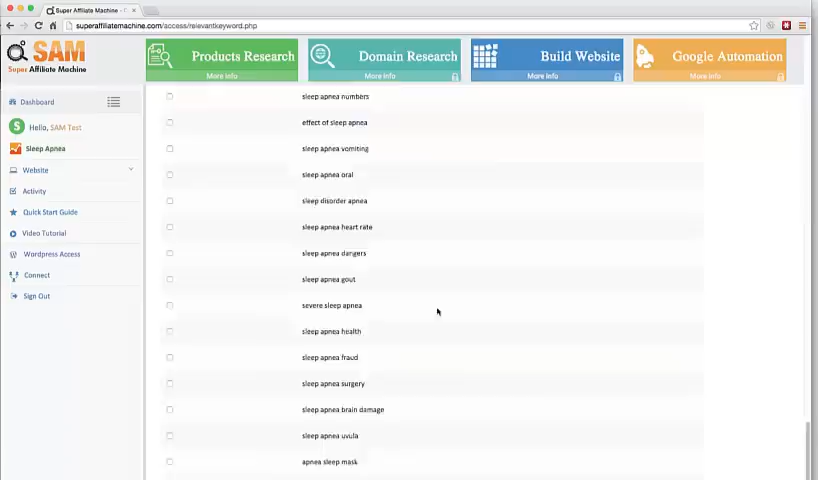 Super Affiliate Machine - D
superaffiliatemachine.com/access/relevantkeyword.php
SAM
Super Affiliate Machine
Products Research
More Info
Domain Research
More Info
Build Website
More Info
Google Automation
More Info
Dashboard
Hello, SAM Test
Sleep Apnea
Website
Activity
Quick Start Guide
Video Tutorial
Wordpress Access
Connect
Sign Out
sleep apnea numbers
effect of sleep apnea
sleep apnea vomiting
sleep apnea oral
sleep disorder apnea
sleep apnea heart rate
sleep apnea dangers
sleep apnea gout
severe sleep apnea
sleep apnea health
sleep apnea fraud
sleep apnea surgery
sleep apnea brain damage
sleep apnea uvula
apnea sleep mask